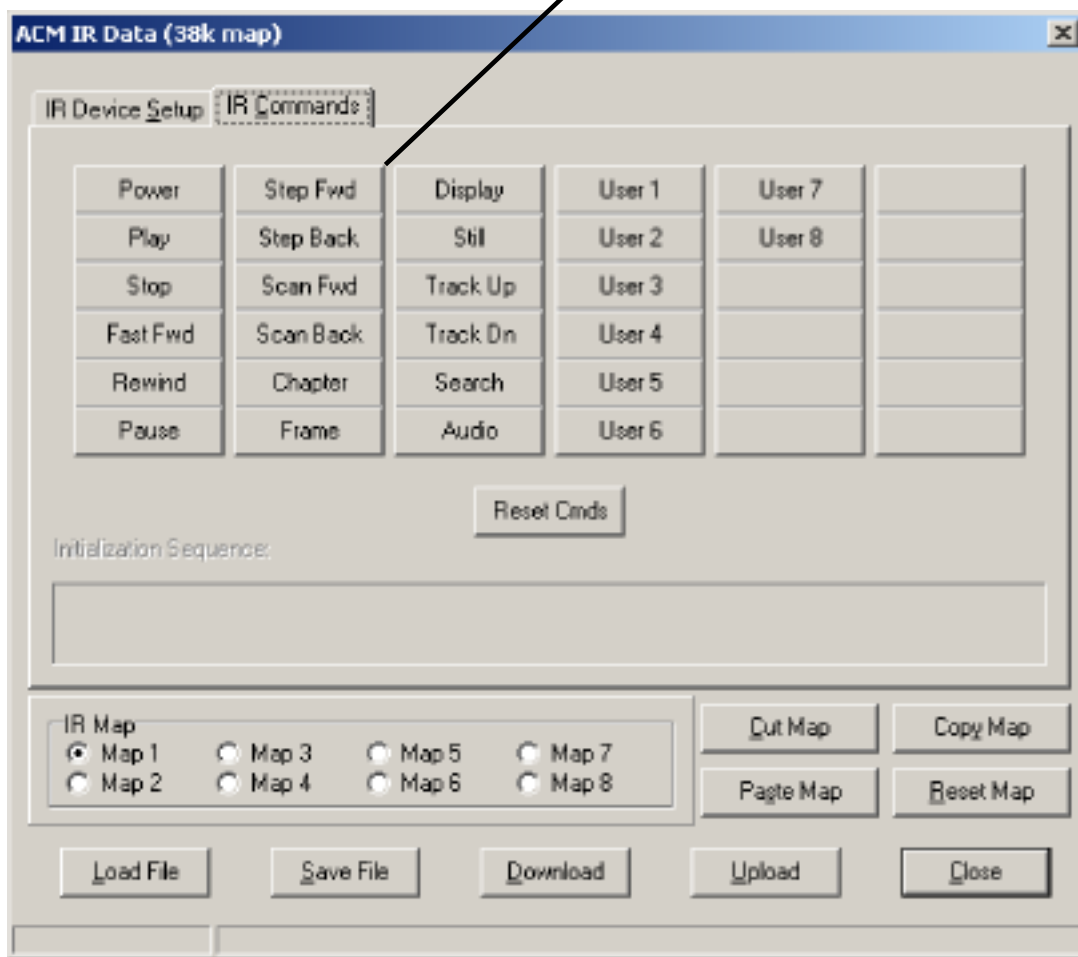 ACM IR Data (38k map)
IR Device Setup IR Commands
Power Step Fwd Display User 1 User 7
Play Step Back Still User 2 User 8
Stop Scan Fwd Track Up User 3
Fast Fwd Scan Back Track Dn User 4
Rewind Chapter Search User 5
Pause Frame Audio User 6
Reset Cmds
Initialization Sequence:
IR Map
Map 1 Map 3 Map 5 Map 7
Map 2 Map 4 Map 6 Map 8
Cut Map Copy Map
Paste Map Reset Map
Load File Save File Download Upload Close